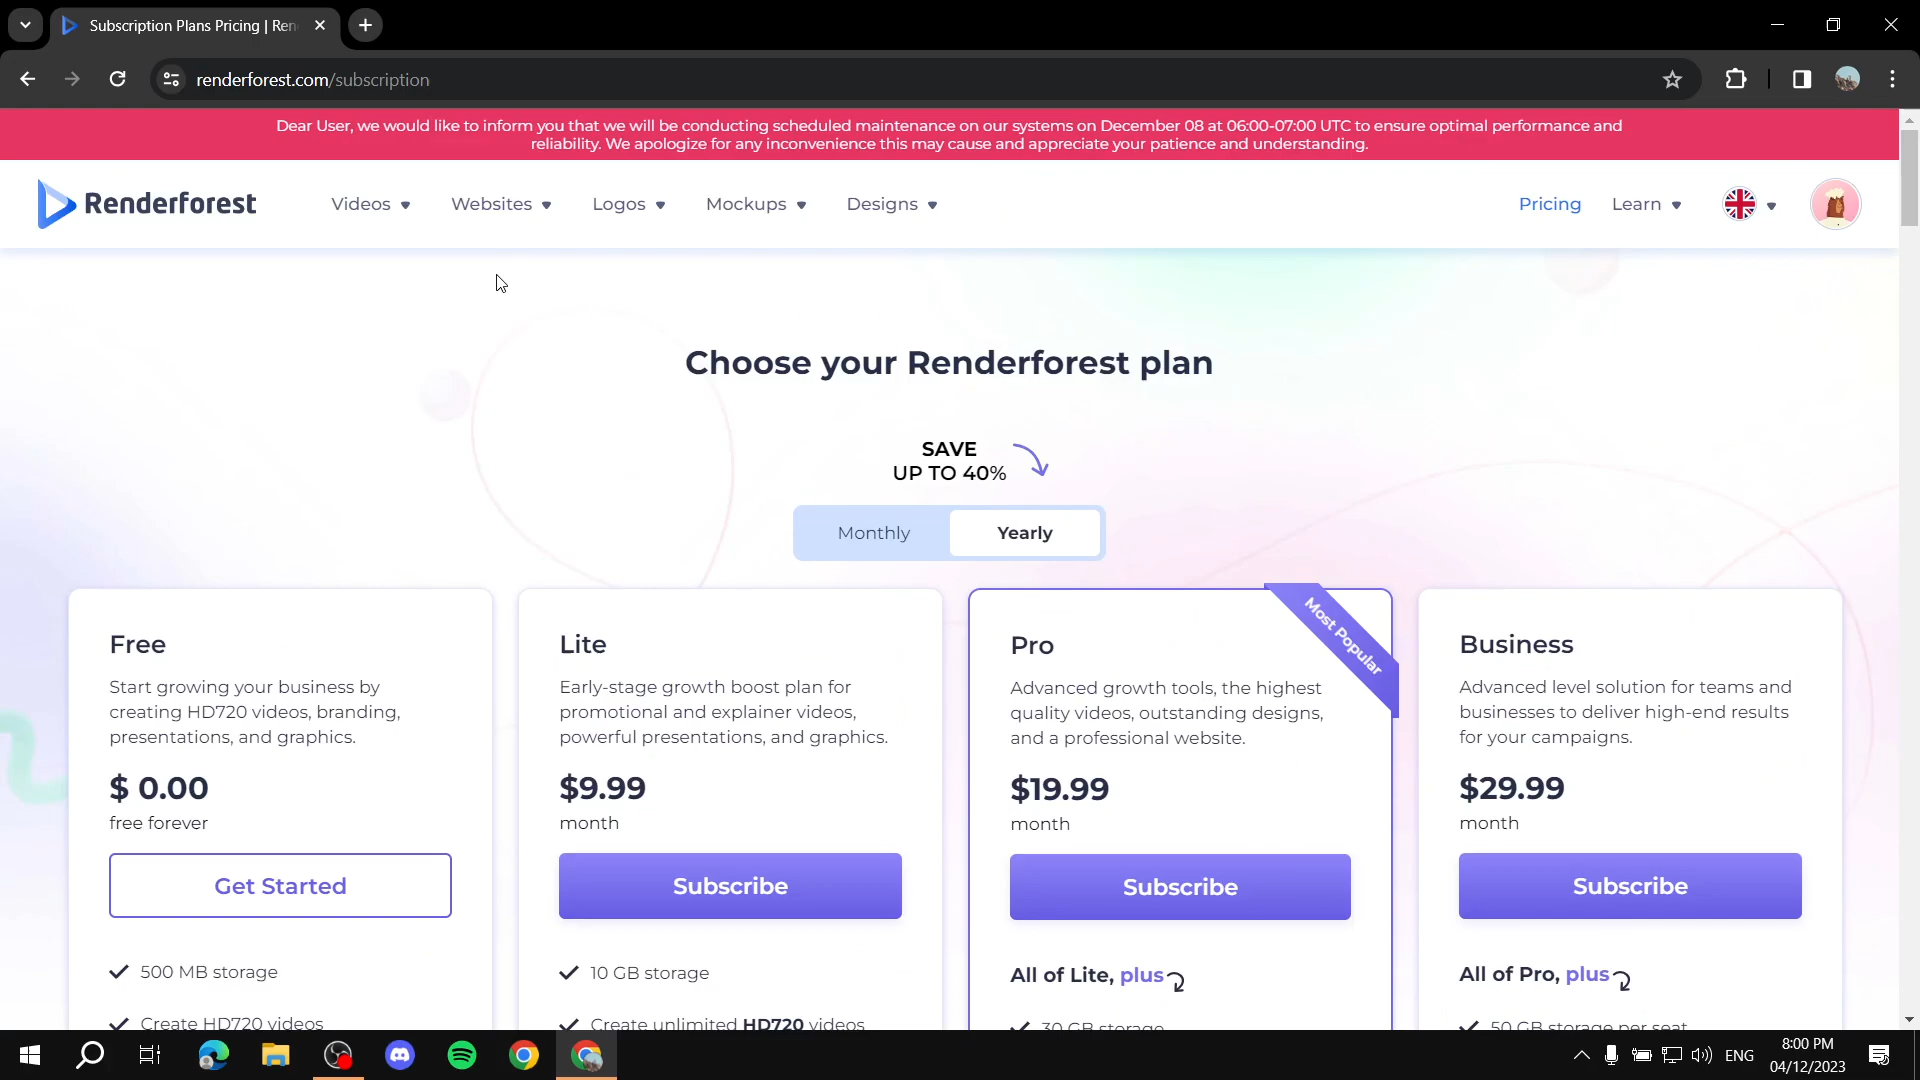 Subscription Plans Pricing | Ren
renderforest.com/subscription
Dear User, we would like to inform you that we will be conducting scheduled maintenance on our systems on December 08 at 06:00-07:00 UTC to ensure optimal performance and
reliability. We apologize for any inconvenience this may cause and appreciate your patience and understanding.
Renderforest
Videos
Websites
Logos
Mockups
Designs
Pricing
Learn
Choose your Renderforest plan
SAVE
UP TO 40%
Monthly
Yearly
Free
Start growing your business by
creating HD720 videos, branding,
presentations, and graphics.
$ 0.00
free forever
Get Started
500 MB storage
Create HD720 videos
Lite
Early-stage growth boost plan for
promotional and explainer videos,
powerful presentations, and graphics.
$9.99
month
Subscribe
10 GB storage
Create unlimited HD720 videos
Most Popular
Pro
Advanced growth tools, the highest
quality videos, outstanding designs,
and a professional website.
$19.99
month
Subscribe
All of Lite, plus
30 GB storage
Business
Advanced level solution for teams and
businesses to deliver high-end results
for your campaigns.
$29.99
month
Subscribe
All of Pro, plus
50 GB storage per seat
ENG
8:00 PM
04/12/2023